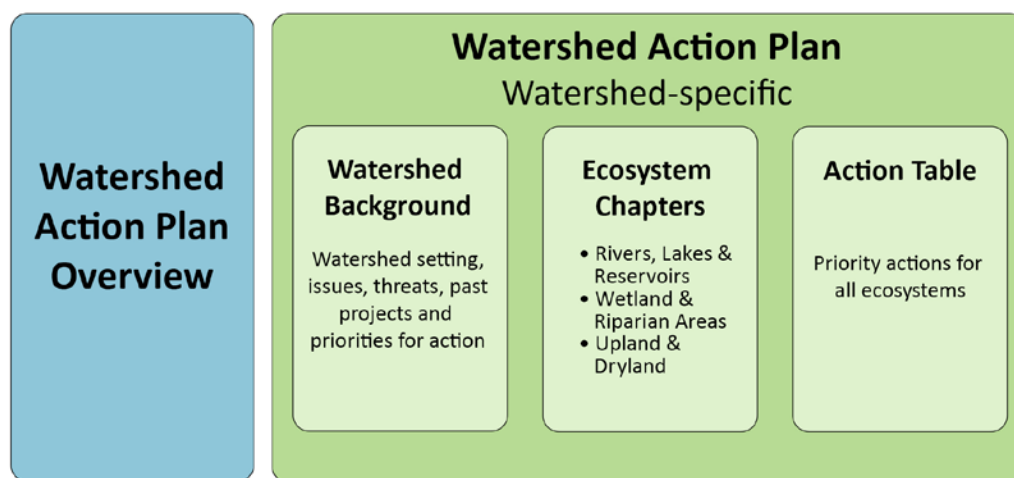 Watershed
Action Plan
Overview
Watershed Action Plan
Watershed-specific
Watershed
Background
Watershed setting,
issues, threats, past
projects and
priorities for action
Ecosystem
Chapters
• Rivers, Lakes &
Reservoirs
• Wetland &
Riparian Areas
• Upland &
Dryland
Action Table
Priority actions for
all ecosystems